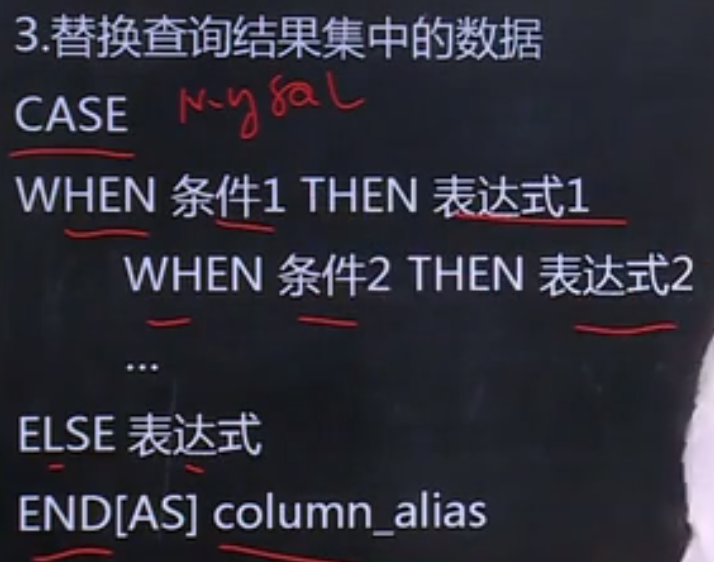 3.替换查询结果集中的数据
CASE MySQL
WHEN 条件1 THEN 表达式1
WHEN 条件2 THEN 表达式2
...
ELSE 表达式
END[AS] column_alias